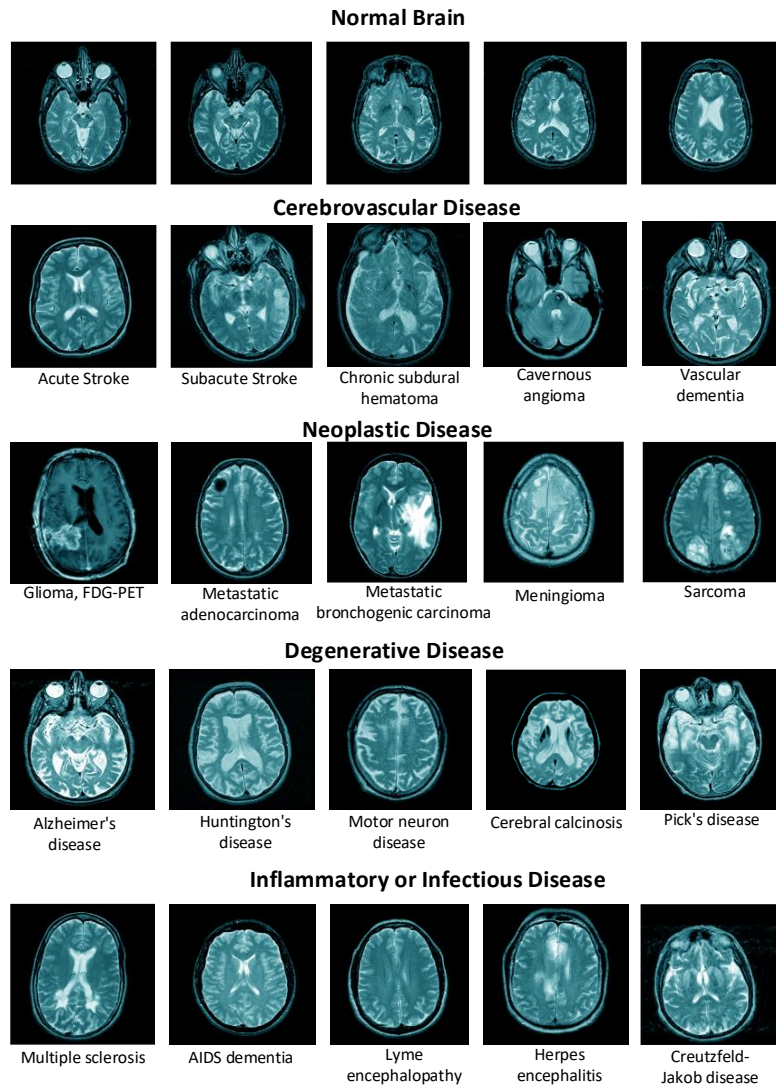 Normal Brain
Cerebrovascular Disease
Acute Stroke
Subacute Stroke
Chronic subdural
hematoma
Cavernous
angioma
Vascular
dementia
Neoplastic Disease
Glioma, FDG-PET
Metastatic
adenocarcinoma
Metastatic
bronchogenic carcinoma
Meningioma
Sarcoma
Degenerative Disease
Alzheimer's
disease
Huntington's
disease
Motor neuron
disease
Cerebral calcinosis
Pick's disease
Inflammatory or Infectious Disease
Multiple sclerosis
AIDS dementia
Lyme
encephalopathy
Herpes
encephalitis
Creutzfeld-
Jakob disease